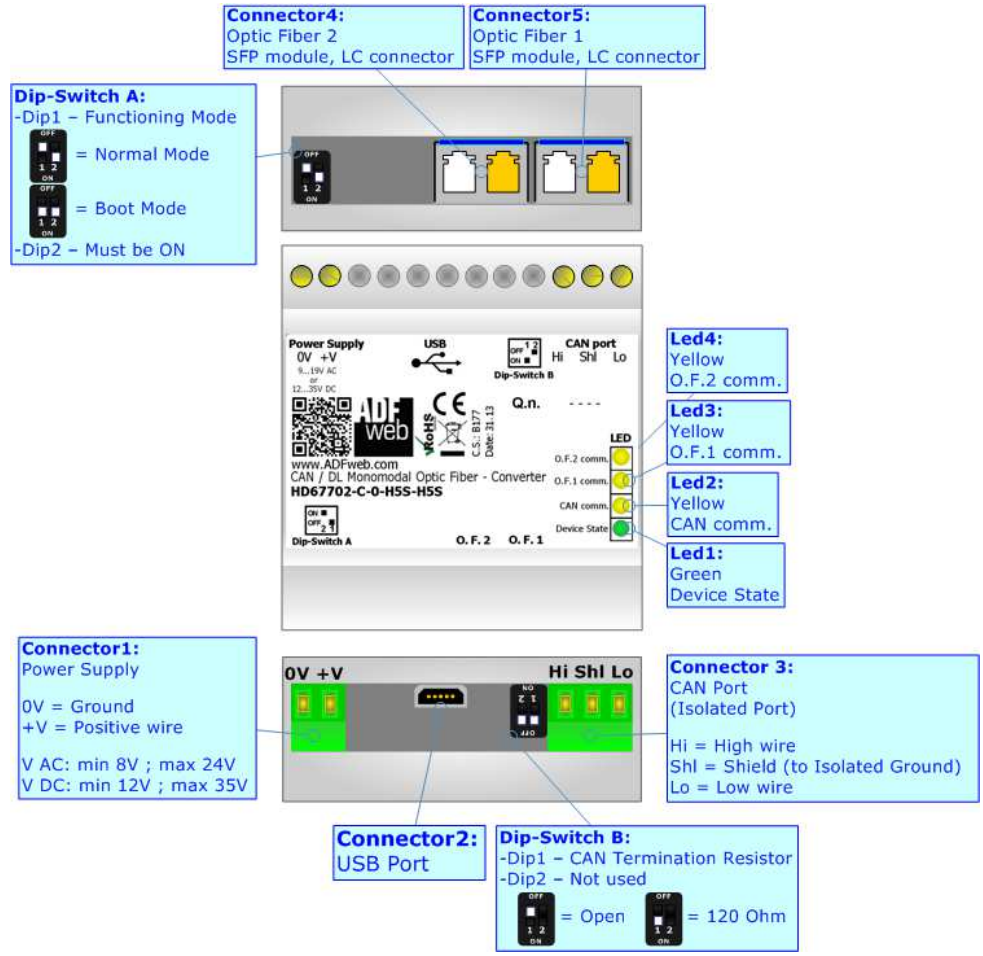 Connector4:
Optic Fiber 2
SFP module, LC connector
Connector5:
Optic Fiber 1
SFP module, LC connector
Dip-Switch A:
-Dip1 – Functioning Mode
OFF
1 2
ON
= Normal Mode
OFF
1 2
ON
= Boot Mode
-Dip2 – Must be ON
OFF
1 2
ON
Power Supply
0V +V
9...19V AC
or
12...35V DC
USB
OFF 1 2
ON
Dip-Switch B
CAN port
Hi Shl Lo
ADF
web
RoHS
CE
C.S.: B177
Date: 31.13
Q.n. - - - -
LED
O.F.2 comm.
O.F.1 comm.
CAN comm.
Device State
www.ADFweb.com
CAN / DL Monomodal Optic Fiber - Converter
HD67702-C-0-H5S-H5S
ON
OFF 2 1
Dip-Switch A
O. F. 2 O. F. 1
Led4:
Yellow
O.F.2 comm.
Led3:
Yellow
O.F.1 comm.
Led2:
Yellow
CAN comm.
Led1:
Green
Device State
Connector1:
Power Supply
0V = Ground
+V = Positive wire
V AC: min 8V ; max 24V
V DC: min 12V ; max 35V
0V +V
Hi Shl Lo
OFF
1 2
ON
Connector 3:
CAN Port
(Isolated Port)
Hi = High wire
Shl = Shield (to Isolated Ground)
Lo = Low wire
Connector2:
USB Port
Dip-Switch B:
-Dip1 – CAN Termination Resistor
-Dip2 – Not used
OFF
1 2
ON
= Open
OFF
1 2
ON
= 120 Ohm